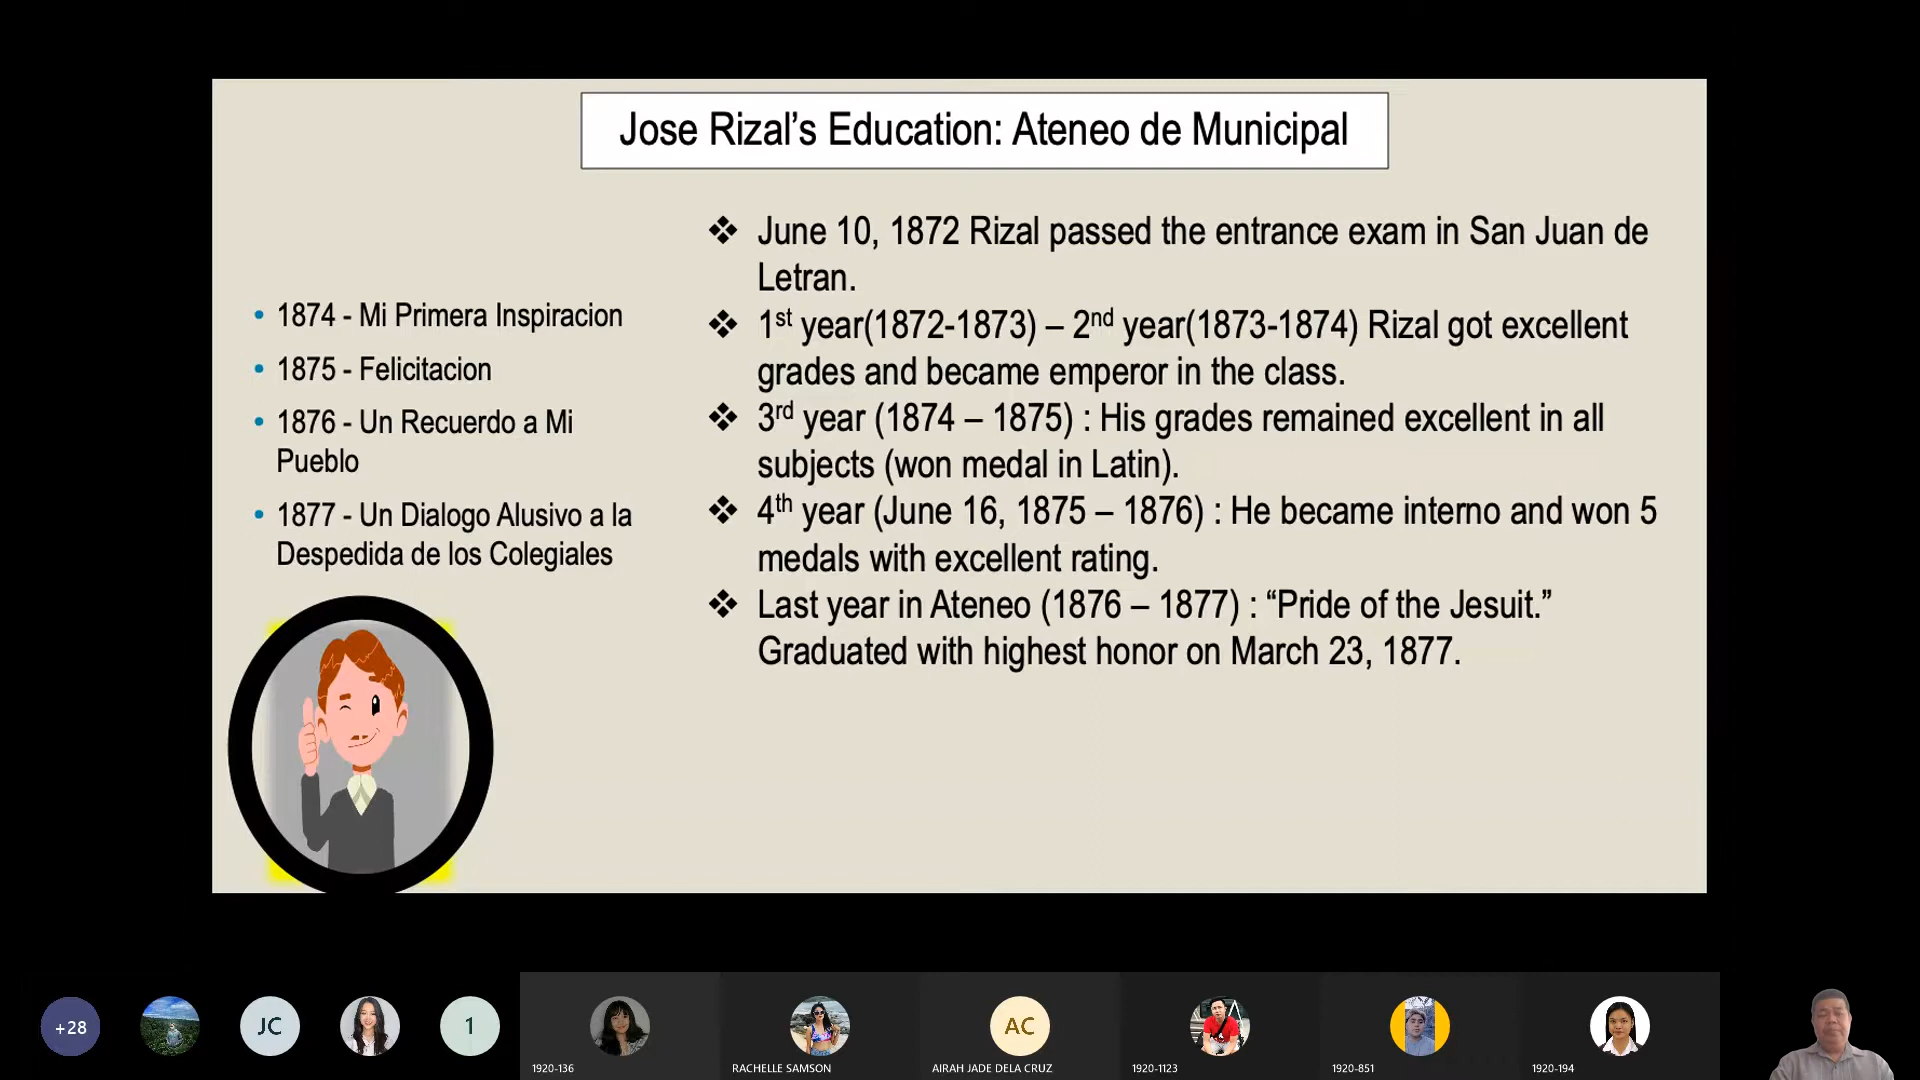 Jose Rizal’s Education: Ateneo de Municipal
• 1874 - Mi Primera Inspiracion
• 1875 - Felicitacion
• 1876 - Un Recuerdo a Mi
Pueblo
• 1877 - Un Dialogo Alusivo a la
Despedida de los Colegiales
❖ June 10, 1872 Rizal passed the entrance exam in San Juan de
Letran.
❖ 1st year(1872-1873) – 2nd year(1873-1874) Rizal got excellent
grades and became emperor in the class.
❖ 3rd year (1874 – 1875) : His grades remained excellent in all
subjects (won medal in Latin).
❖ 4th year (June 16, 1875 – 1876) : He became interno and won 5
medals with excellent rating.
❖ Last year in Ateneo (1876 – 1877) : “Pride of the Jesuit.”
Graduated with highest honor on March 23, 1877.
+28
JC
1
AC
1920-136
RACHELLE SAMSON
AIRAH JADE DELA CRUZ
1920-1123
1920-851
1920-194